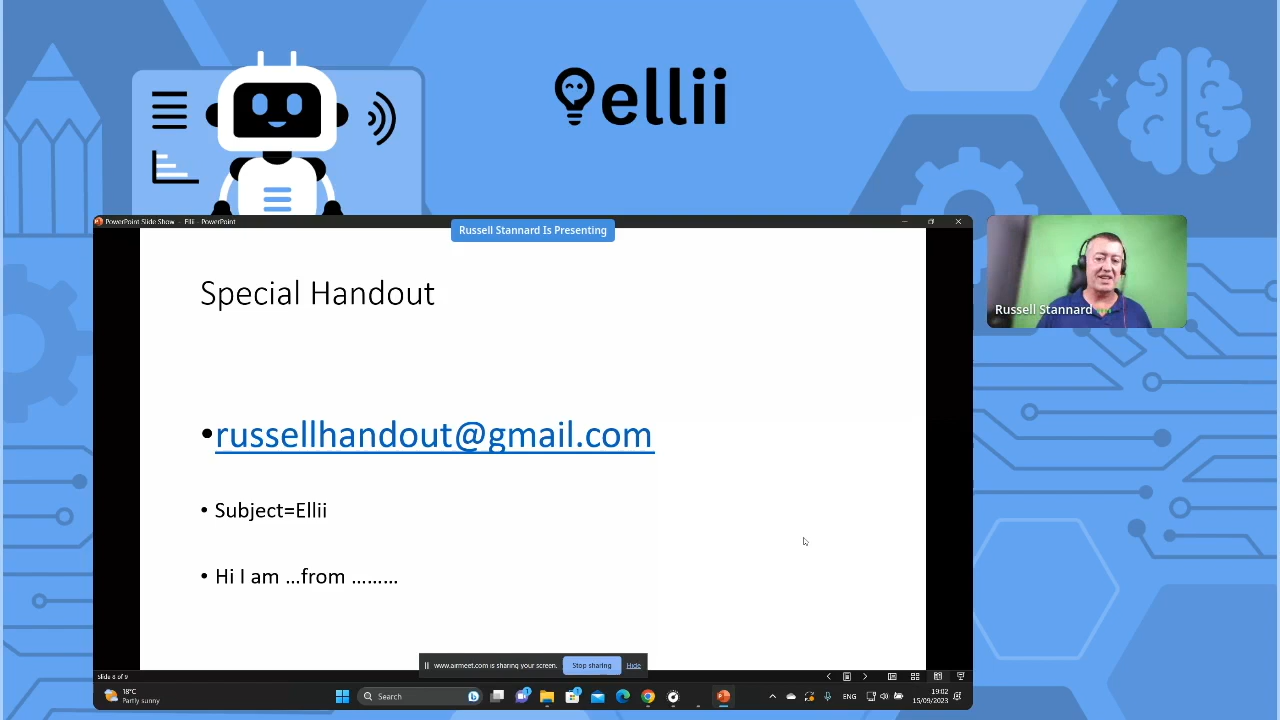 ellii
PowerPoint Slide Show - Ellii - PowerPoint
Russell Stannard Is Presenting
Special Handout
•russellhandout@gmail.com
• Subject=Ellii
• Hi I am ...from .........
Russell Stannard
www.airmeet.com is sharing your screen.
Stop sharing
Hide
Slide 8 of 9
18°C
Partly sunny
Search
ENG
19:02
15/09/2023